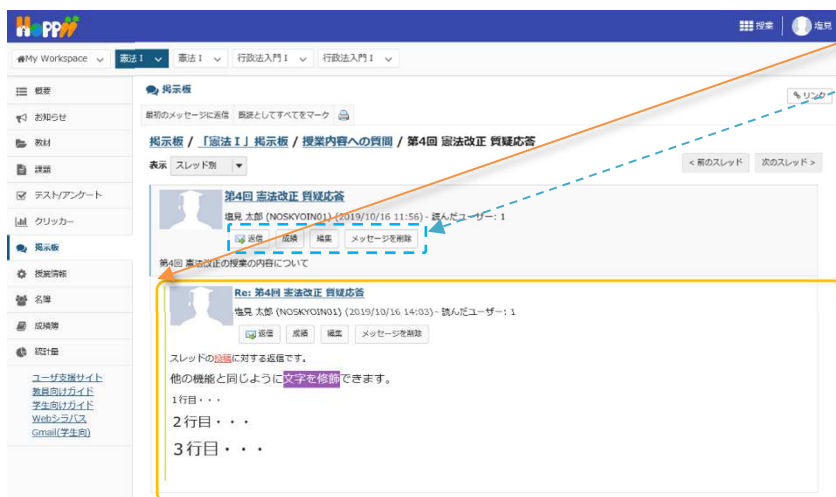 HoPPii
授業
塩見
My Workspace
憲法 I
憲法 I
行政法入門 I
行政法入門 I
概要
お知らせ
教材
課題
テスト/アンケート
クリッカー
掲示板
授業情報
名簿
成績簿
統計量
ユーザ支援サイト
教員向けガイド
学生向けガイド
Webシラバス
Gmail(学生向)
掲示板
リンク
最初のメッセージに返信 既読としてすべてをマーク
掲示板 / 「憲法 I 」掲示板 / 授業内容への質問 / 第4回 憲法改正 質疑応答
表示 スレッド別
< 前のスレッド 次のスレッド >
第4回 憲法改正 質疑応答
塩見 太郎 (NOSKYOIN01) (2019/10/16 11:56) - 読んだユーザー: 1
返信 成績 編集 メッセージを削除
第4回 憲法改正の授業の内容について
Re: 第4回 憲法改正 質疑応答
塩見 太郎 (NOSKYOIN01) (2019/10/16 14:03) - 読んだユーザー: 1
返信 成績 編集 メッセージを削除
スレッドの投稿に対する返信です。
他の機能と同じように文字を修飾できます。
1行目・・・
2行目・・・
3行目・・・